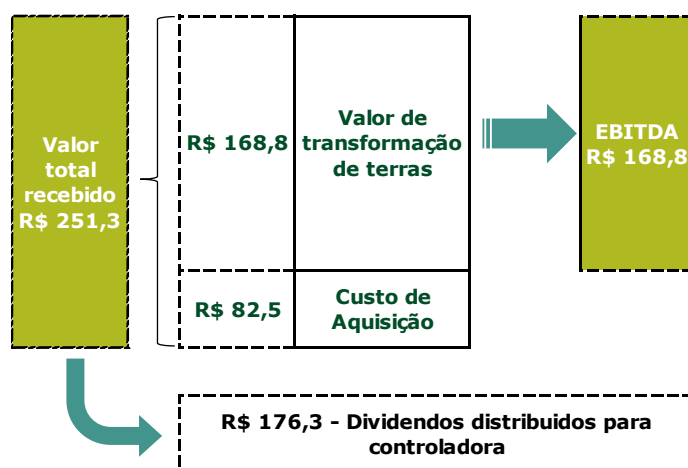 Valor
total
recebido
R$ 251,3
R$ 168,8
Valor de
transformação
de terras
EBITDA
R$ 168,8
R$ 82,5
Custo de
Aquisição
R$ 176,3 - Dividendos distribuidos para
controladora